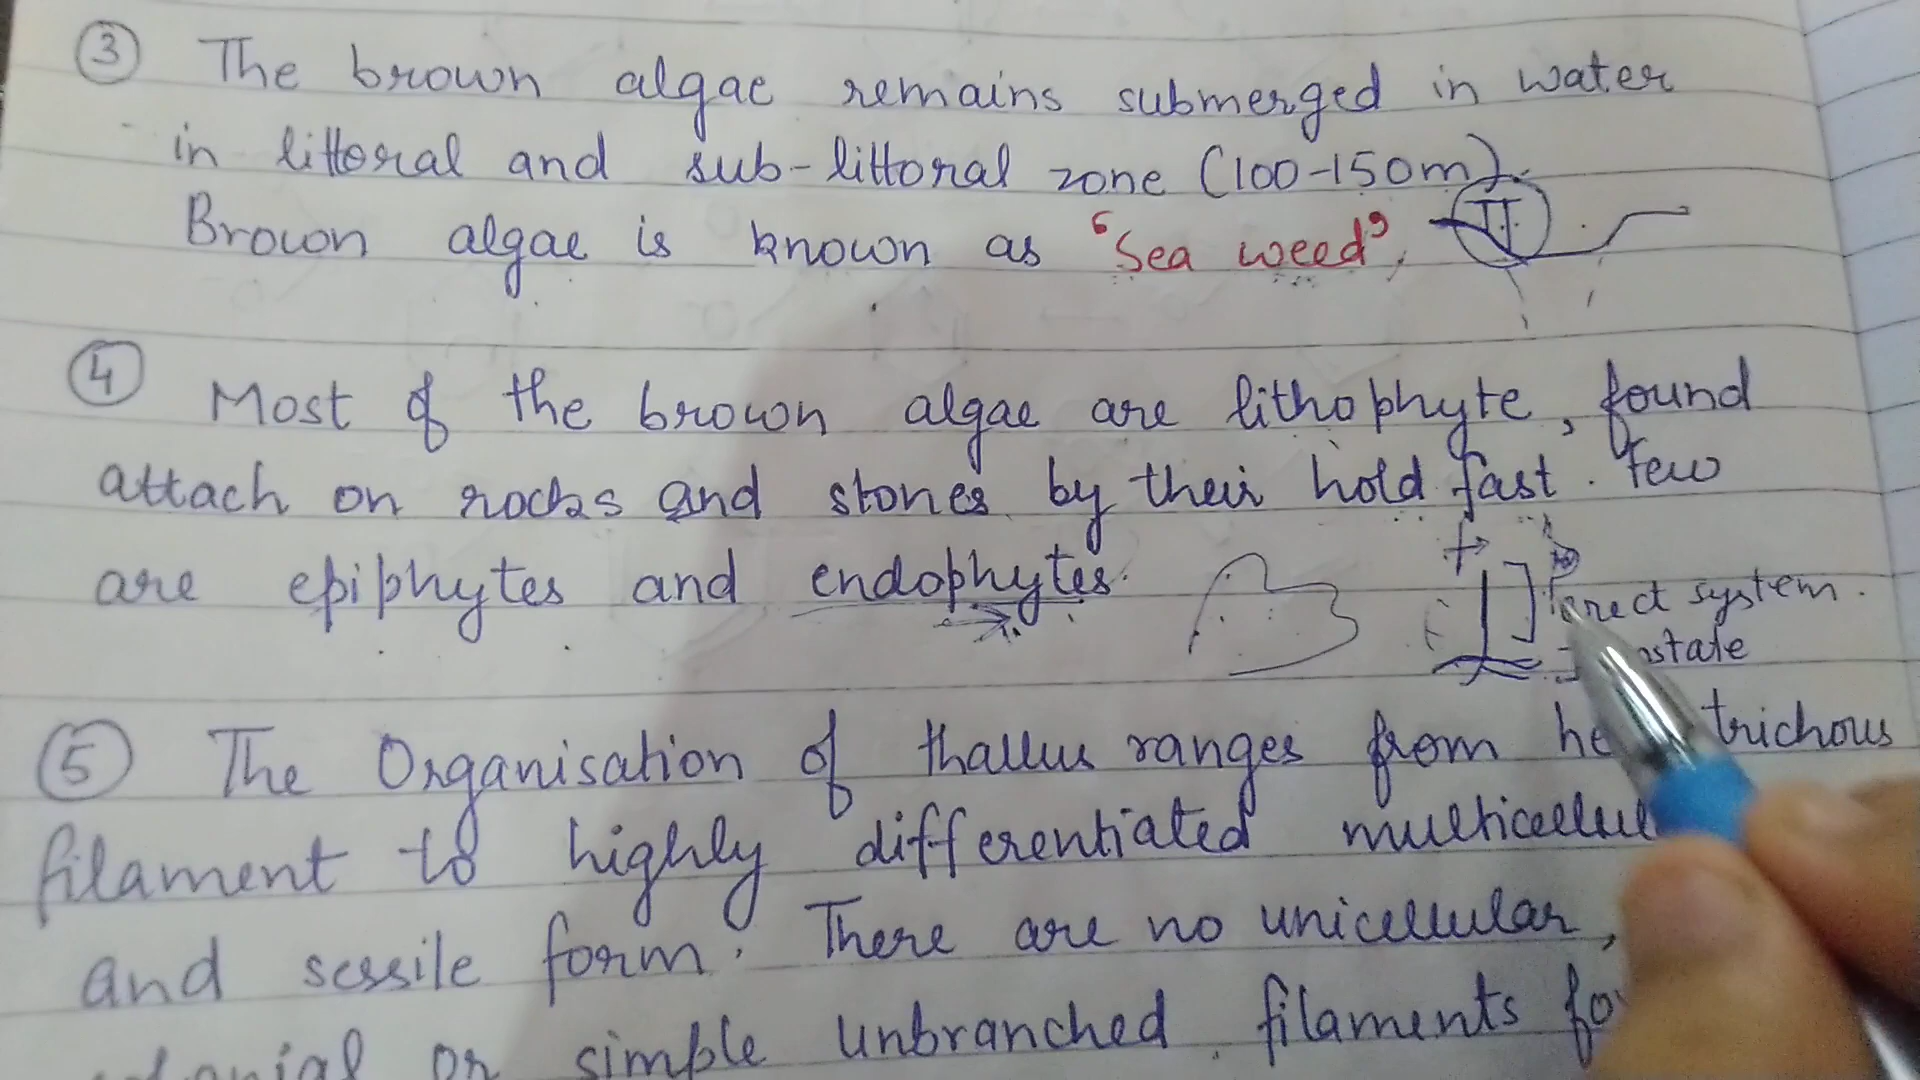 3 The brown algae remains submerged in water
in littoral and sub-littoral zone (100-150m).
Brown algae is known as "Sea weed",
4 Most of the brown algae are lithophyte, found
attach on rocks and stones by their hold fast. Few
are epiphytes and endophytes.
erect system.
5 The Organisation of thallus ranges from trichous
filament to highly differentiated
and sessile form. There are no unicellular,
or simple unbranched filaments